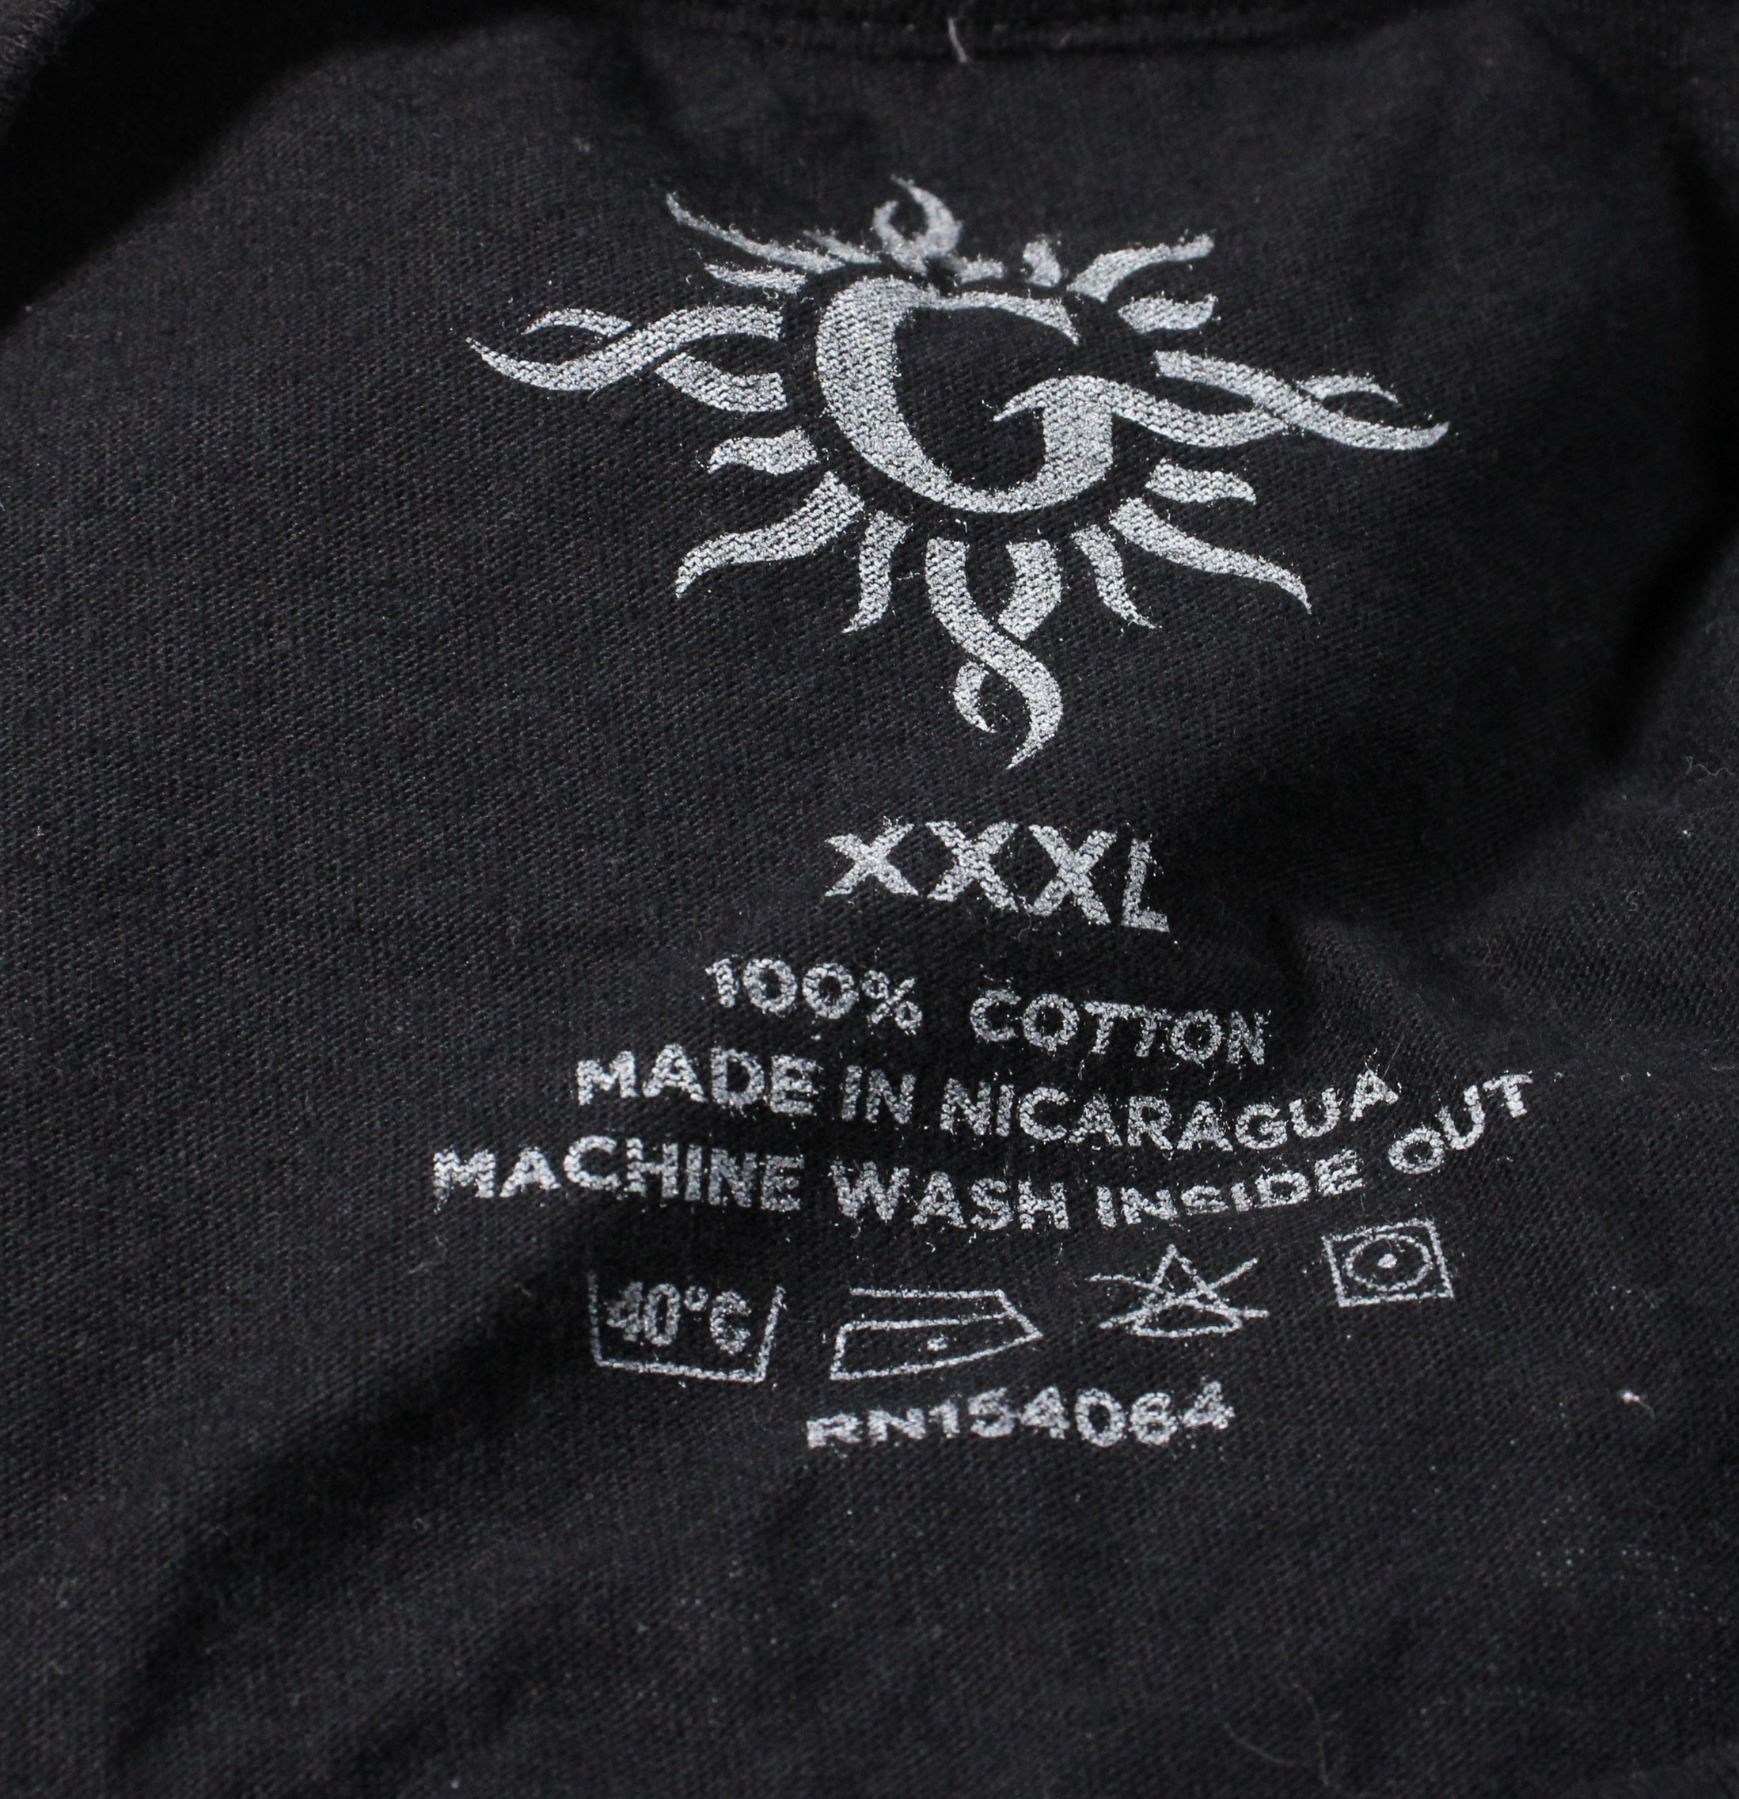 G
XXXL
100% COTTON
MADE IN NICARAGUA
MACHINE WASH INSIDE OUT
40°C
RN154064